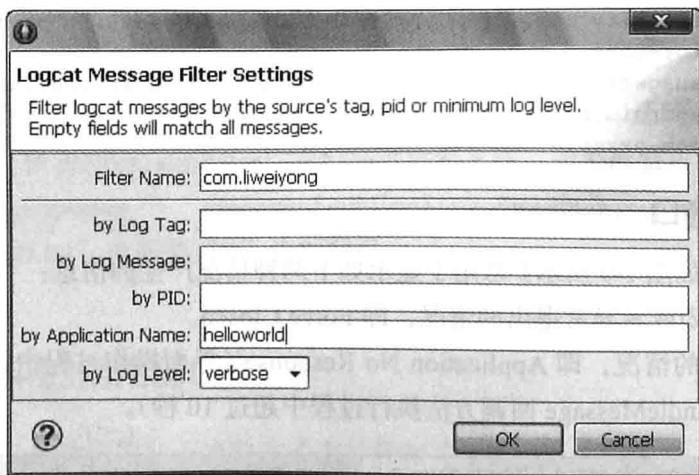 Logcat Message Filter Settings
Filter logcat messages by the source's tag, pid or minimum log level.
Empty fields will match all messages.
Filter Name: com.liweiyong
by Log Tag:
by Log Message:
by PID:
by Application Name: helloworld
by Log Level: verbose
OK Cancel